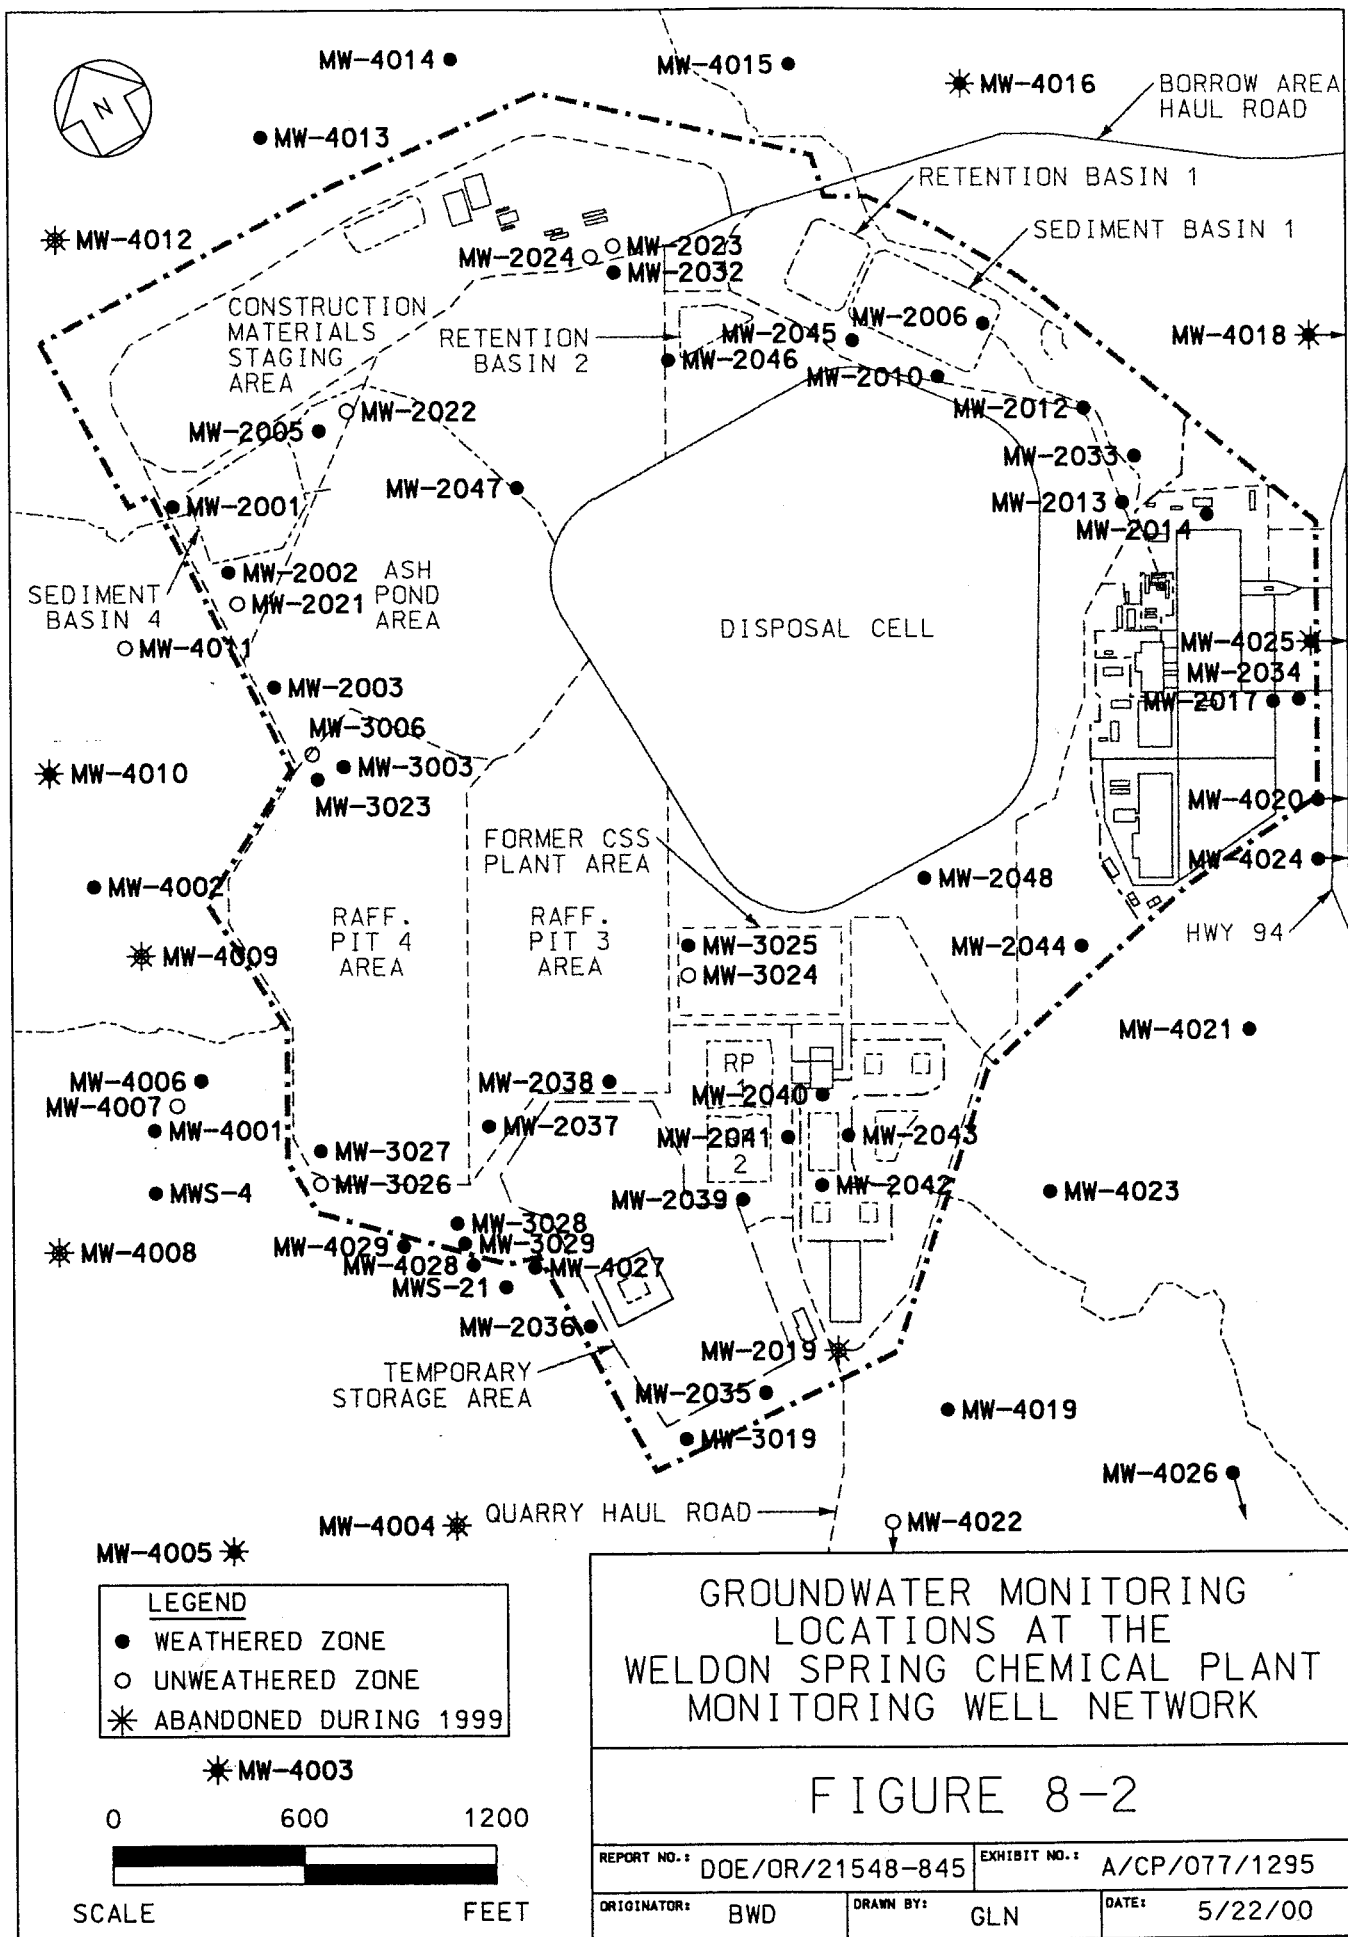 MW-4014
MW-4015
MW-4016
BORROW AREA
HAUL ROAD
N
MW-4013
RETENTION BASIN 1
SEDIMENT BASIN 1
MW-4012
MW-2024
MW-2023
MW-2032
CONSTRUCTION
MATERIALS
STAGING
AREA
RETENTION
BASIN 2
MW-2045
MW-2006
MW-4018
MW-2046
MW-2010
MW-2022
MW-2012
MW-2005
MW-2033
MW-2047
MW-2001
MW-2013
MW-2014
SEDIMENT
BASIN 4
MW-2002
MW-2021
ASH
POND
AREA
DISPOSAL CELL
MW-4011
MW-4025
MW-2003
MW-2034
MW-2017
MW-3006
MW-3003
MW-4010
MW-3023
MW-4020
FORMER CSS
PLANT AREA
MW-4024
MW-4002
MW-2048
RAFF.
PIT 4
AREA
RAFF.
PIT 3
AREA
MW-3025
MW-3024
MW-2044
HWY 94
MW-4009
MW-4021
RP
1
MW-4006
MW-2038
MW-2040
MW-4007
MW-4001
MW-2037
MW-2041
RP
2
MW-2043
MW-3027
MW-3026
MWS-4
MW-2039
MW-2042
MW-4023
MW-3028
MW-4029
MW-3029
MW-4008
MW-4028
MW-4027
MWS-21
MW-2036
MW-2019
TEMPORARY
STORAGE AREA
MW-2035
MW-4019
MW-3019
MW-4026
MW-4004
QUARRY HAUL ROAD
MW-4022
MW-4005
LEGEND
WEATHERED ZONE
UNWEATHERED ZONE
ABANDONED DURING 1999
MW-4003
0 600 1200
SCALE FEET
GROUNDWATER MONITORING
LOCATIONS AT THE
WELDON SPRING CHEMICAL PLANT
MONITORING WELL NETWORK
FIGURE 8-2
REPORT NO.: DOE/OR/21548-845 EXHIBIT NO.: A/CP/077/1295
ORIGINATOR: BWD DRAWN BY: GLN DATE: 5/22/00